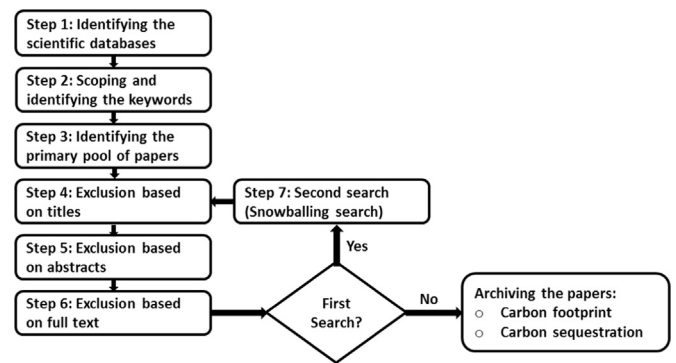 Step 1: Identifying the
scientific databases
Step 2: Scoping and
identifying the keywords
Step 3: Identifying the
primary pool of papers
Step 4: Exclusion based
on titles
Step 7: Second search
(Snowballing search)
Step 5: Exclusion based
on abstracts
Yes
Step 6: Exclusion based
on full text
First
Search?
No
Archiving the papers:
o Carbon footprint
o Carbon sequestration